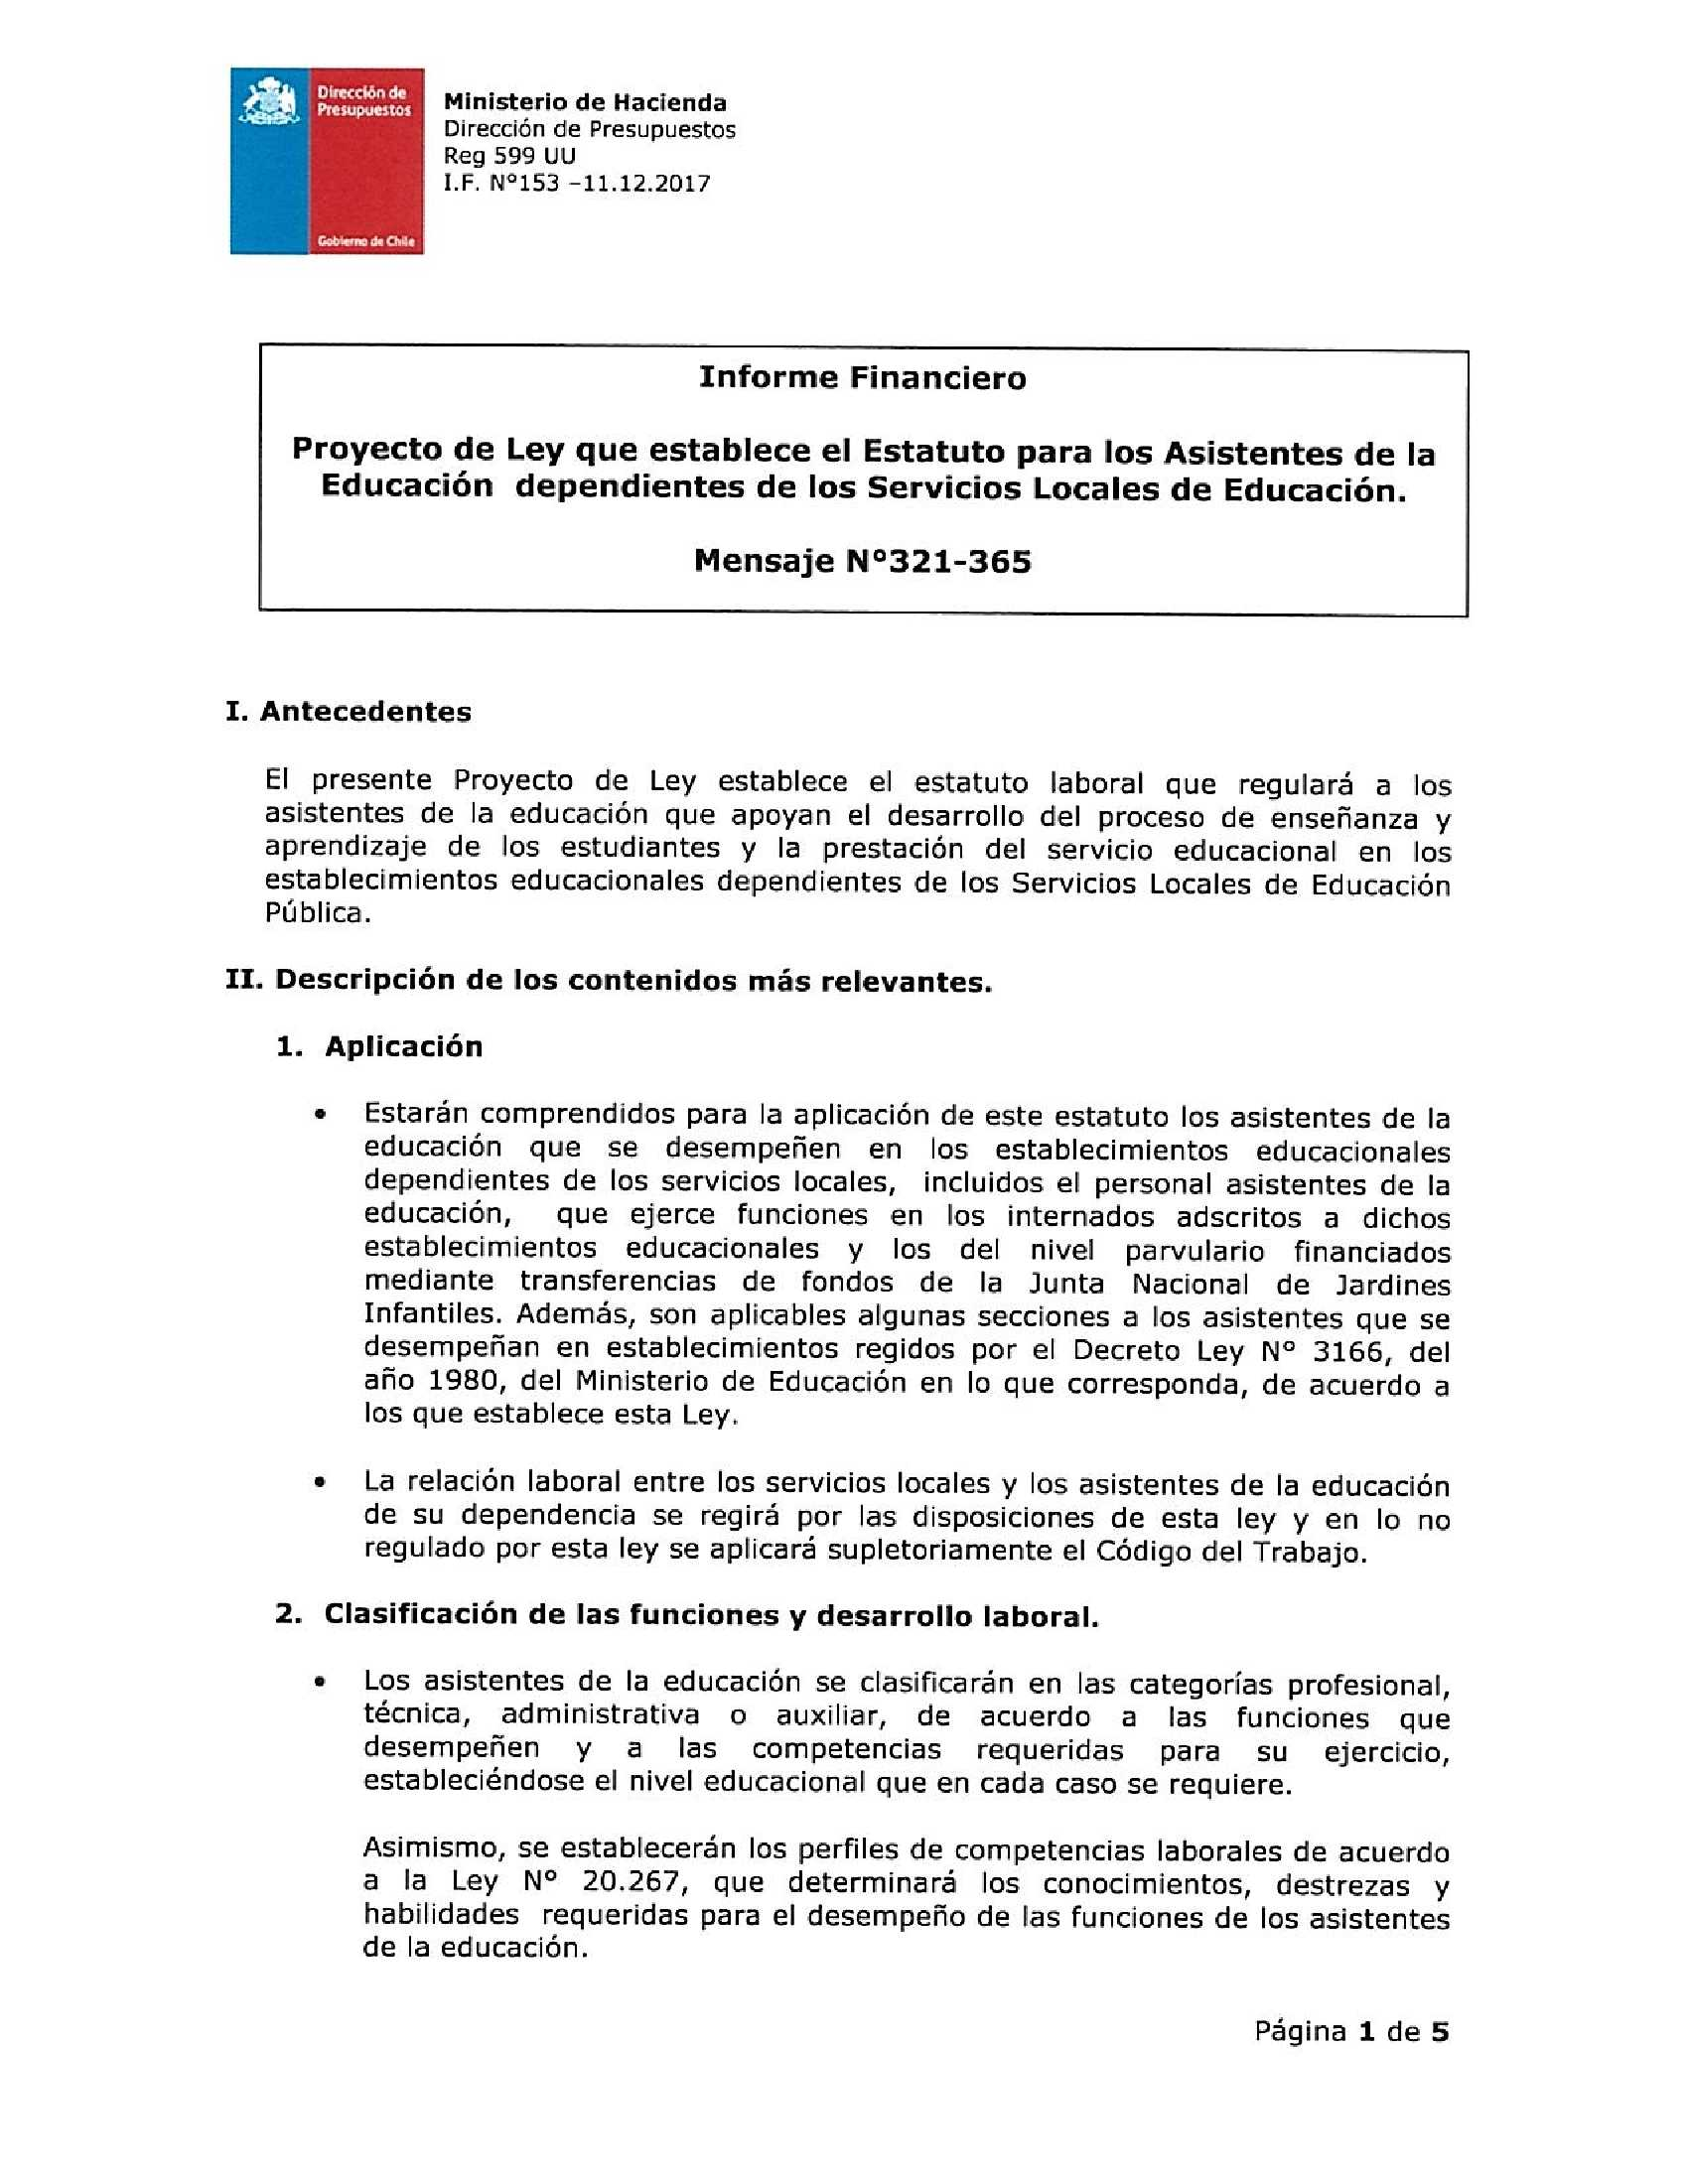 Dirección de
Presupuestos
Gobierno de Chile
Ministerio de Hacienda
Dirección de Presupuestos
Reg 599 UU
I.F. Nº153 –11.12.2017
Informe Financiero
Proyecto de Ley que establece el Estatuto para los Asistentes de la
Educación dependientes de los Servicios Locales de Educación.
Mensaje Nº321-365
I. Antecedentes
El presente Proyecto de Ley establece el estatuto laboral que regulará a los
asistentes de la educación que apoyan el desarrollo del proceso de enseñanza y
aprendizaje de los estudiantes y la prestación del servicio educacional en los
establecimientos educacionales dependientes de los Servicios Locales de Educación
Pública.
II. Descripción de los contenidos más relevantes.
1. Aplicación
• Estarán comprendidos para la aplicación de este estatuto los asistentes de la
educación que se desempeñen en los establecimientos educacionales
dependientes de los servicios locales, incluidos el personal asistentes de la
educación, que ejerce funciones en los internados adscritos a dichos
establecimientos educacionales y los del nivel parvulario financiados
mediante transferencias de fondos de la Junta Nacional de Jardines
Infantiles. Además, son aplicables algunas secciones a los asistentes que se
desempeñan en establecimientos regidos por el Decreto Ley Nº 3166, del
año 1980, del Ministerio de Educación en lo que corresponda, de acuerdo a
los que establece esta Ley.
• La relación laboral entre los servicios locales y los asistentes de la educación
de su dependencia se regirá por las disposiciones de esta ley y en lo no
regulado por esta ley se aplicará supletoriamente el Código del Trabajo.
2. Clasificación de las funciones y desarrollo laboral.
• Los asistentes de la educación se clasificarán en las categorías profesional,
técnica, administrativa o auxiliar, de acuerdo a las funciones que
desempeñen y a las competencias requeridas para su ejercicio,
estableciéndose el nivel educacional que en cada caso se requiere.
Asimismo, se establecerán los perfiles de competencias laborales de acuerdo
a la Ley Nº 20.267, que determinará los conocimientos, destrezas y
habilidades requeridas para el desempeño de las funciones de los asistentes
de la educación.
Página 1 de 5